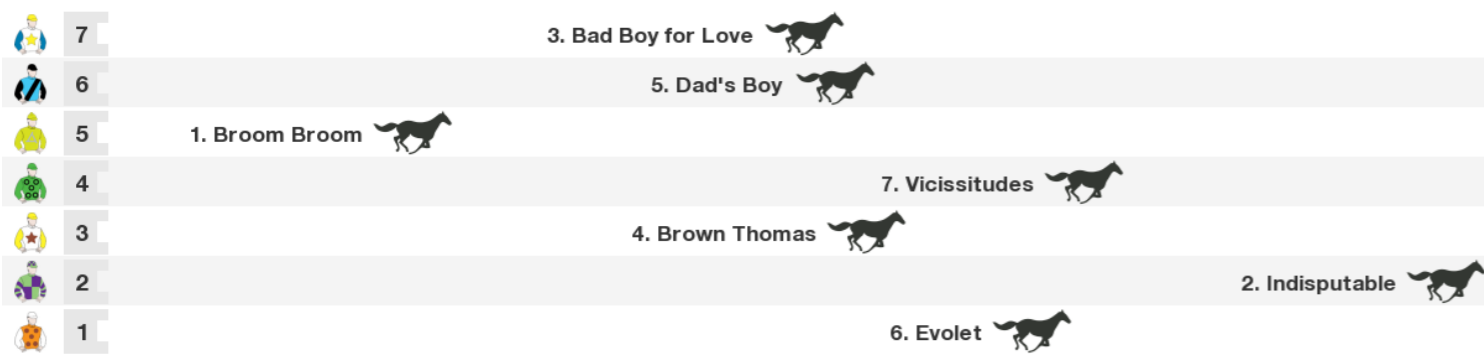 7 3. Bad Boy for Love
6 5. Dad's Boy
5 1. Broom Broom
4 7. Vicissitudes
3 4. Brown Thomas
2 2. Indisputable
1 6. Evolet